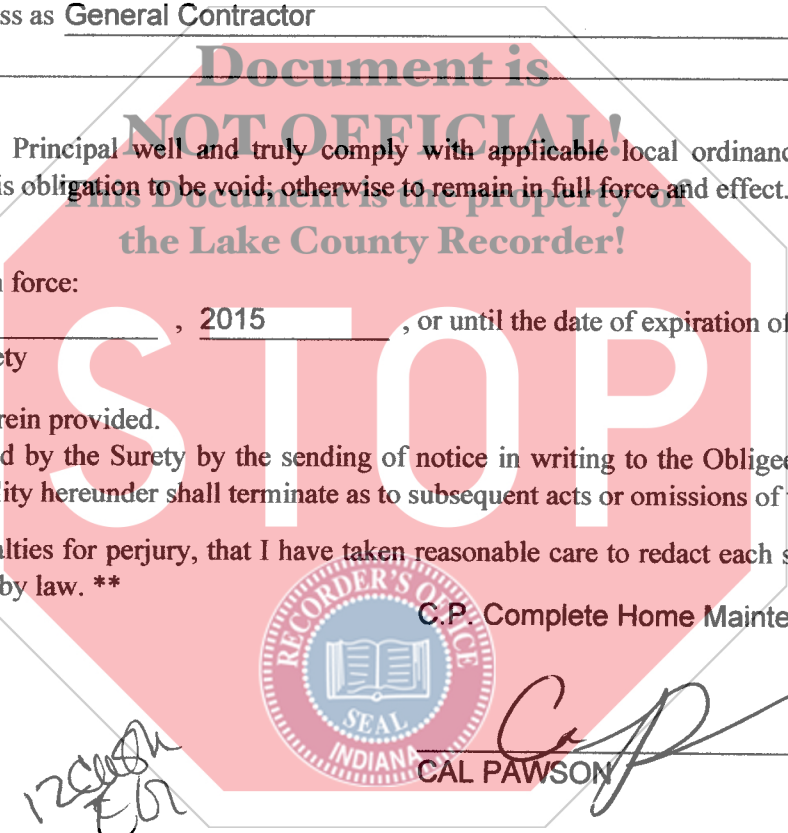 ss as General Contractor
Document is
NOT OFFICIAL!
Principal well and truly comply with applicable local ordinanc
is obligation to be void, otherwise to remain in full force and effect.
This Document is the property of
the Lake County Recorder!
n force:
, 2015 , or until the date of expiration of
ety
rein provided.
d by the Surety by the sending of notice in writing to the Obligee
lity hereunder shall terminate as to subsequent acts or omissions of
STOP
alties for perjury, that I have taken reasonable care to redact each s
by law. **
C.P. Complete Home Mainte
RECORDER'S OFFICE
SEAL
INDIANA
CAL PAWSON